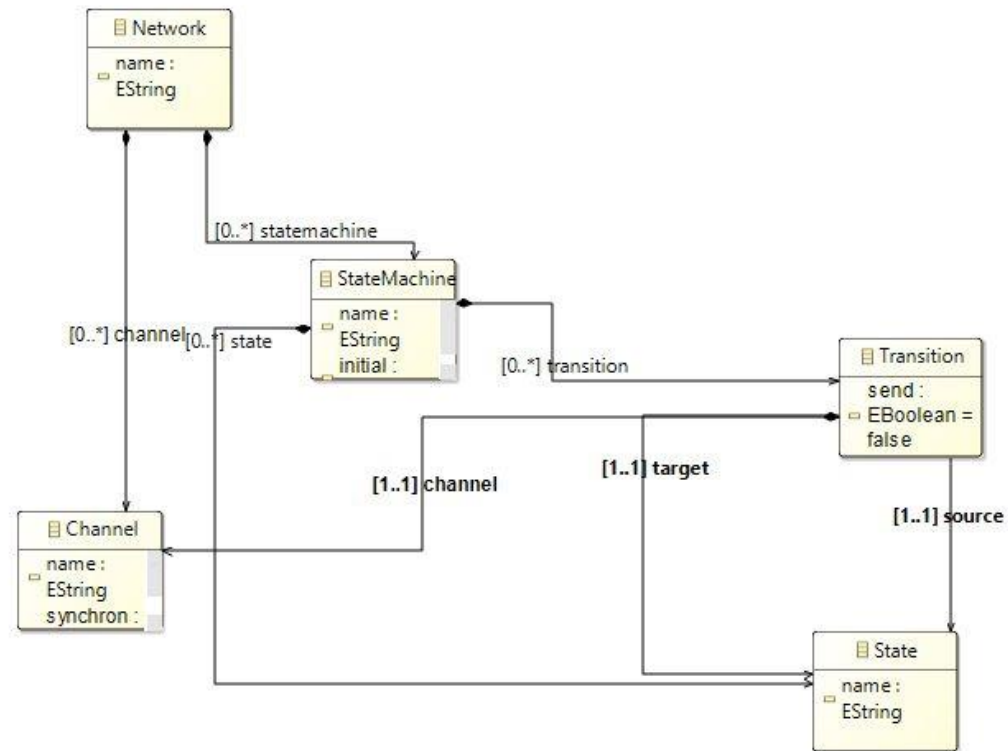 Network
name :
EString
[0..*] statemachine
StateMachine
name :
EString
initial :
[0..*] channel
[0..*] state
[0..*] transition
Transition
send :
EBoolean =
false
[1..1] channel
[1..1] target
[1..1] source
Channel
name :
EString
synchron :
State
name :
EString